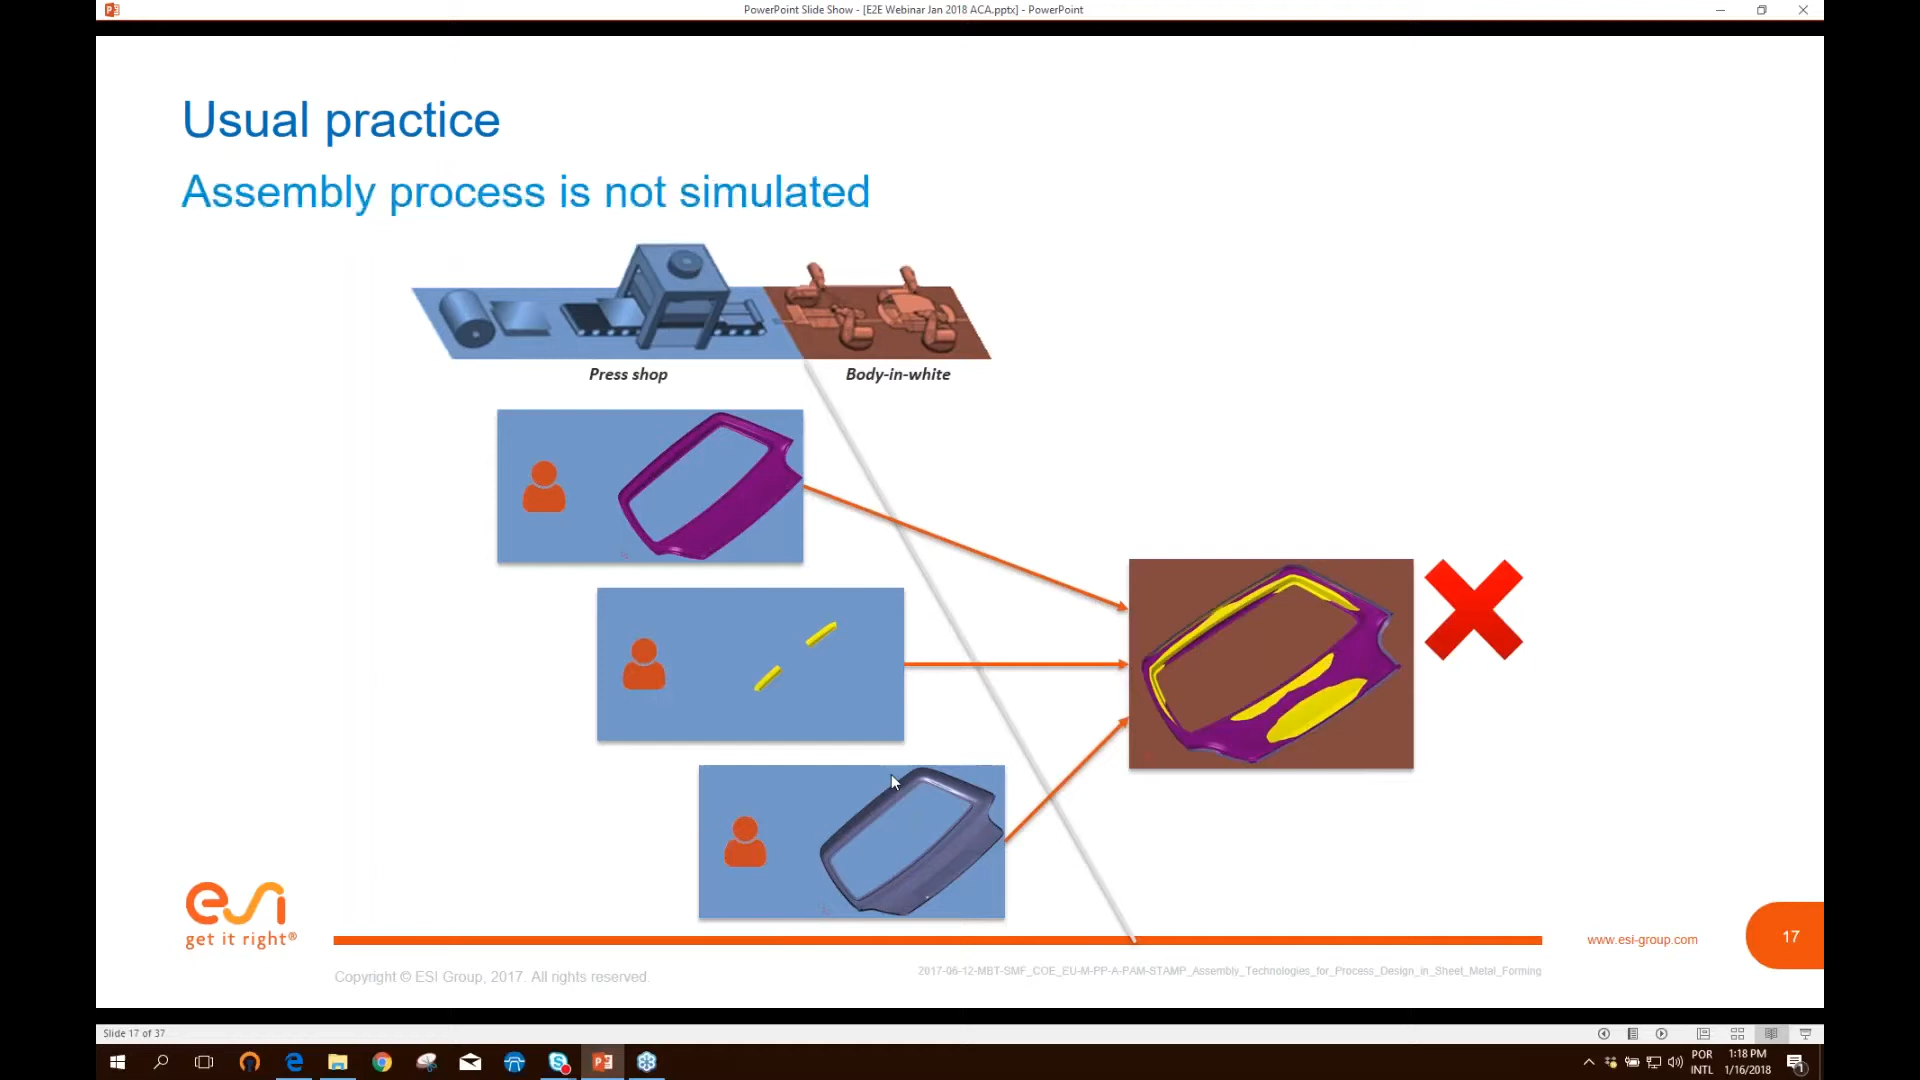 PowerPoint Slide Show - [E2E Webinar Jan 2018 ACA.pptx] - PowerPoint
Usual practice
Assembly process is not simulated
Press shop
Body-in-white
esi
get it right®
www.esi-group.com
17
Copyright © ESI Group, 2017. All rights reserved.
2017-06-12-MBT-SMF_COE_EU-M-PP-A-PAM-STAMP_Assembly_Technologies_for_Process_Design_in_Sheet_Metal_Forming
Slide 17 of 37
POR
INTL
1:18 PM
1/16/2018
1